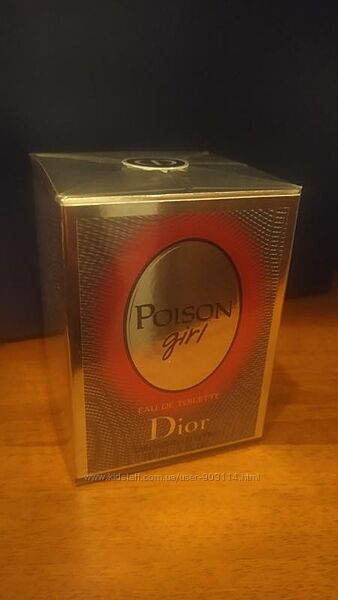 POISON
girl
EAU DE TOILETTE
Dior
www.kidstaff.com.ua/user-903114.html